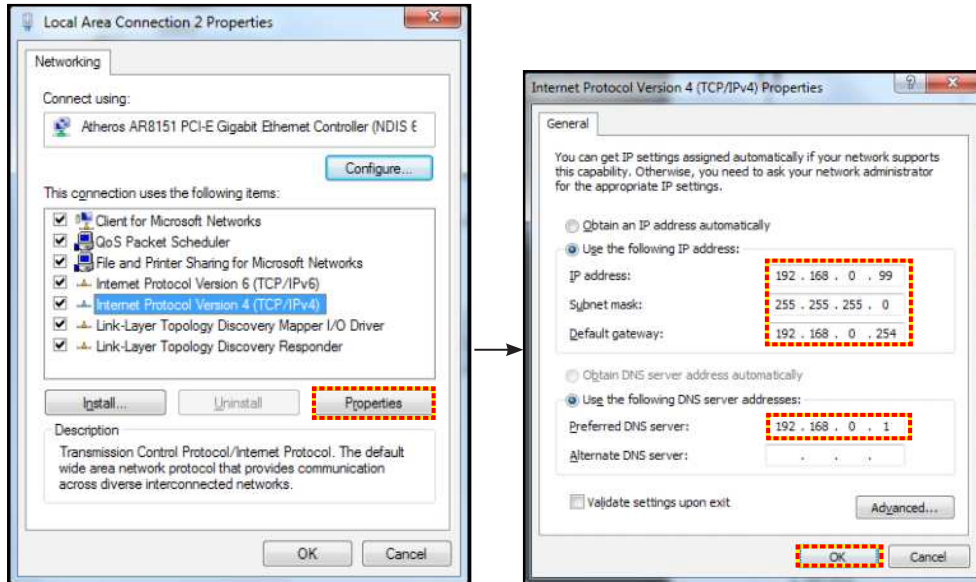 Local Area Connection 2 Properties
Networking
Connect using:
Atheros AR8151 PCI-E Gigabit Ethernet Controller (NDIS 6
Configure...
This connection uses the following items:
Client for Microsoft Networks
QoS Packet Scheduler
File and Printer Sharing for Microsoft Networks
Internet Protocol Version 6 (TCP/IPv6)
Internet Protocol Version 4 (TCP/IPv4)
Link-Layer Topology Discovery Mapper I/O Driver
Link-Layer Topology Discovery Responder
Install...
Uninstall
Properties
Description
Transmission Control Protocol/Internet Protocol. The default
wide area network protocol that provides communication
across diverse interconnected networks.
OK
Cancel
Internet Protocol Version 4 (TCP/IPv4) Properties
General
You can get IP settings assigned automatically if your network supports
this capability. Otherwise, you need to ask your network administrator
for the appropriate IP settings.
Obtain an IP address automatically
Use the following IP address:
IP address: 192 . 168 . 0 . 99
Subnet mask: 255 . 255 . 255 . 0
Default gateway: 192 . 168 . 0 . 254
Obtain DNS server address automatically
Use the following DNS server addresses:
Preferred DNS server: 192 . 168 . 0 . 1
Alternate DNS server: . . .
Validate settings upon exit
Advanced...
OK
Cancel